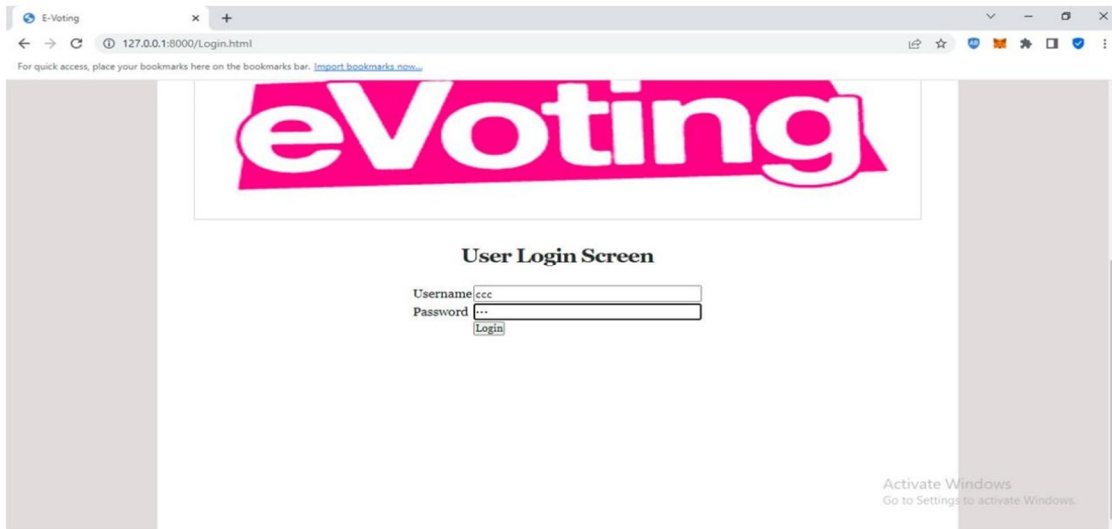 E-Voting
127.0.0.1:8000/Login.html
For quick access, place your bookmarks here on the bookmarks bar. Import bookmarks now...
eVoting
User Login Screen
Username ccc
Password ···
Login
Activate Windows
Go to Settings to activate Windows.